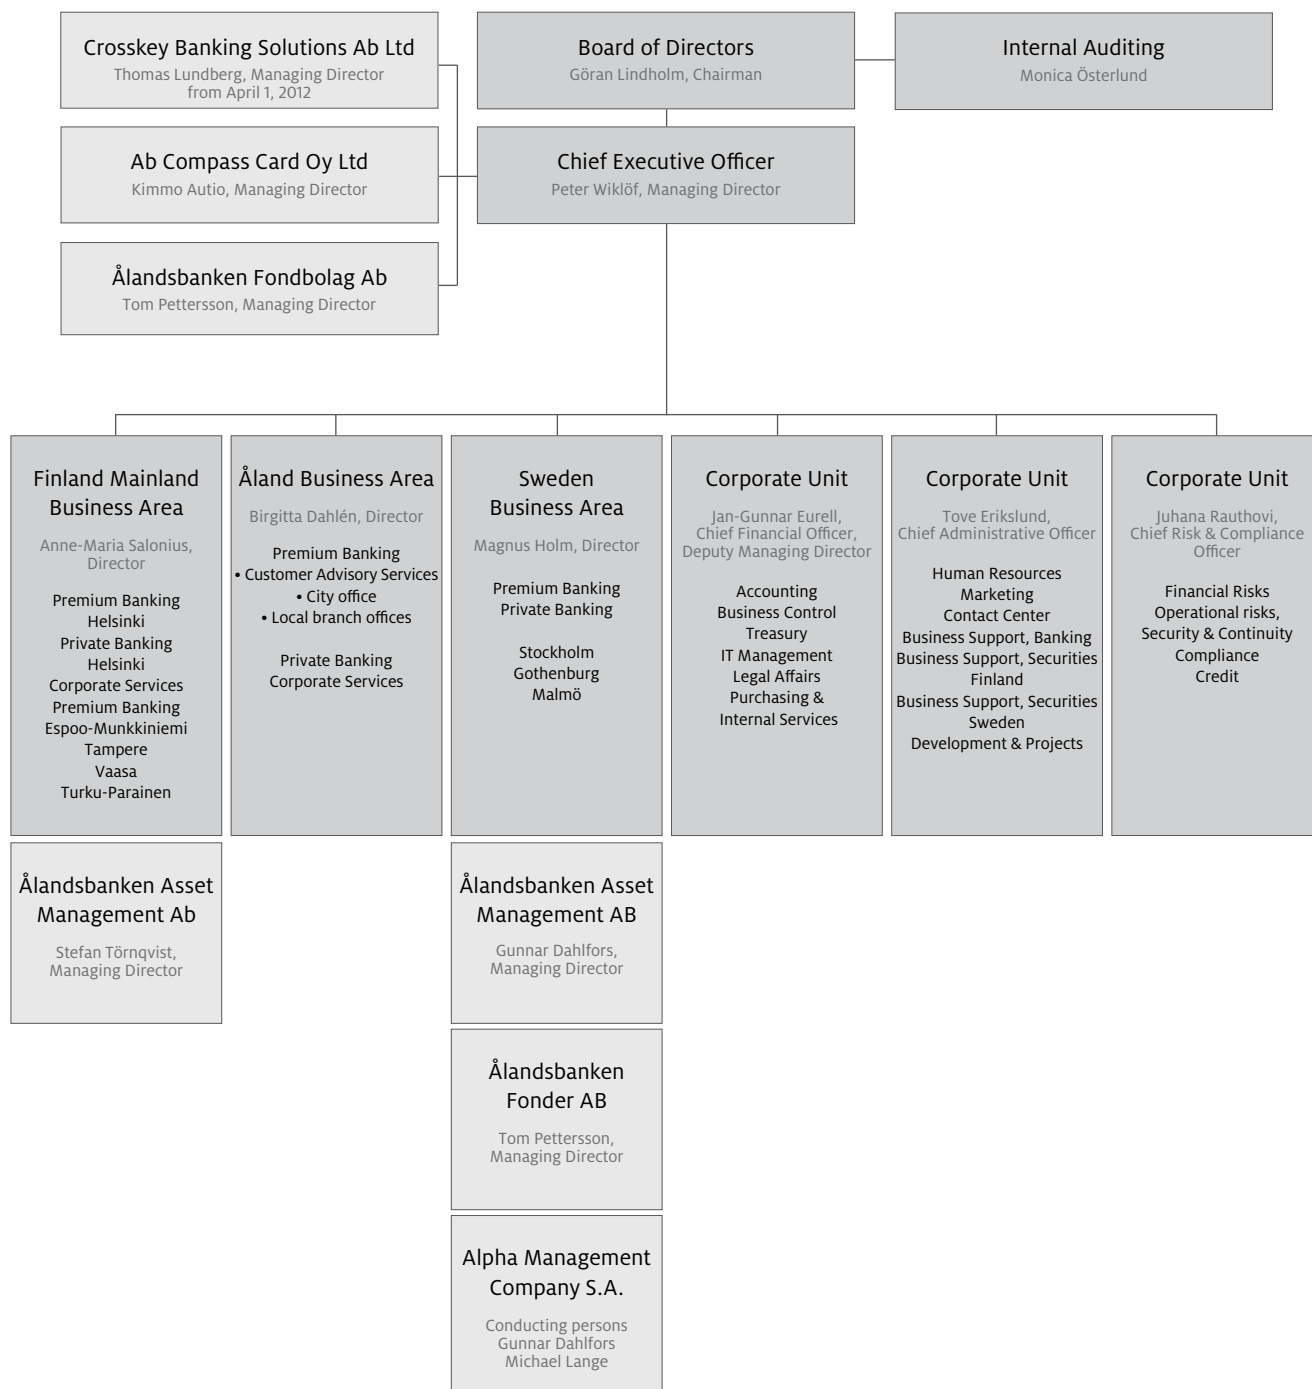 Crosskey Banking Solutions Ab Ltd
Thomas Lundberg, Managing Director
from April 1, 2012
Board of Directors
Göran Lindholm, Chairman
Internal Auditing
Monica Österlund
Ab Compass Card Oy Ltd
Kimmo Autio, Managing Director
Chief Executive Officer
Peter Wiklöf, Managing Director
Ålandsbanken Fondbolag Ab
Tom Pettersson, Managing Director
Finland Mainland
Business Area
Anne-Maria Salonius,
Director
Premium Banking
Helsinki
Private Banking
Helsinki
Corporate Services
Premium Banking
Espoo-Munkkiniemi
Tampere
Vaasa
Turku-Parainen
Åland Business Area
Birgitta Dahlén, Director
Premium Banking
• Customer Advisory Services
• City office
• Local branch offices
Private Banking
Corporate Services
Sweden
Business Area
Magnus Holm, Director
Premium Banking
Private Banking
Stockholm
Gothenburg
Malmö
Corporate Unit
Jan-Gunnar Eurell,
Chief Financial Officer,
Deputy Managing Director
Accounting
Business Control
Treasury
IT Management
Legal Affairs
Purchasing &
Internal Services
Corporate Unit
Tove Erikslund,
Chief Administrative Officer
Human Resources
Marketing
Contact Center
Business Support, Banking
Business Support, Securities
Finland
Business Support, Securities
Sweden
Development & Projects
Corporate Unit
Juhana Rauthovi,
Chief Risk & Compliance
Officer
Financial Risks
Operational risks,
Security & Continuity
Compliance
Credit
Ålandsbanken Asset
Management Ab
Stefan Törnqvist,
Managing Director
Ålandsbanken Asset
Management AB
Gunnar Dahlfors,
Managing Director
Ålandsbanken
Fonder AB
Tom Pettersson,
Managing Director
Alpha Management
Company S.A.
Conducting persons
Gunnar Dahlfors
Michael Lange